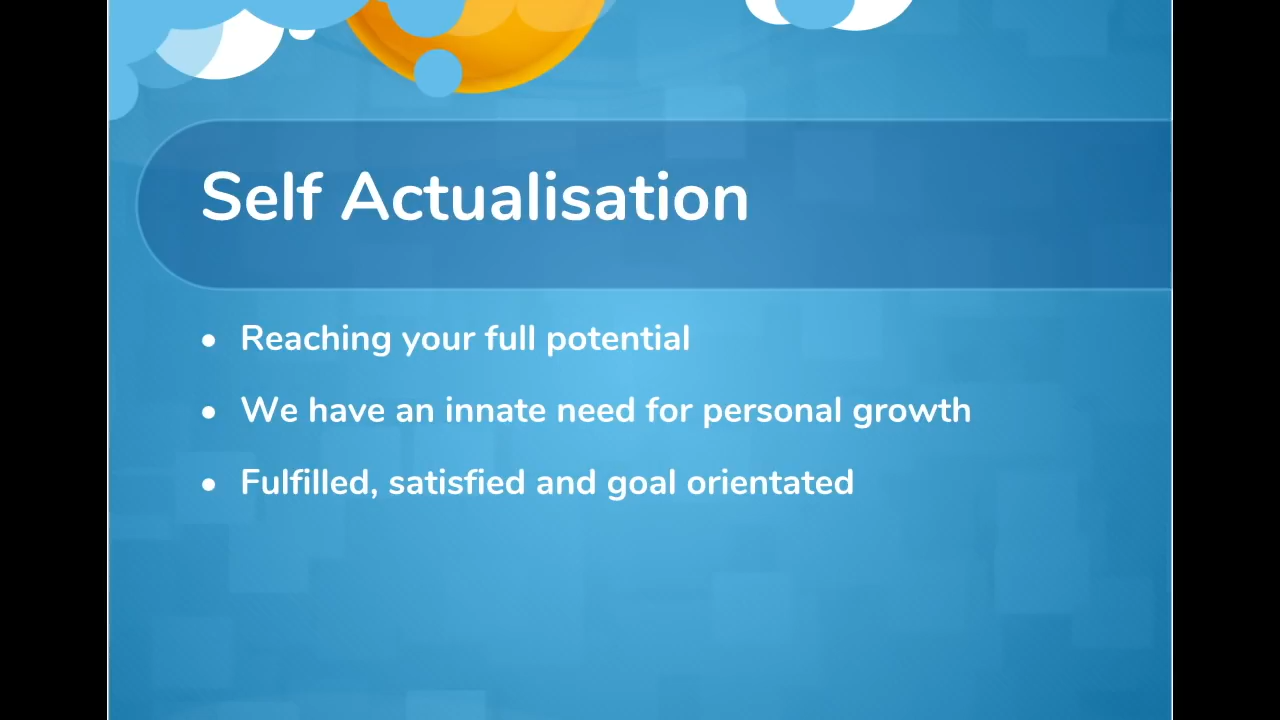 Self Actualisation
• Reaching your full potential
• We have an innate need for personal growth
• Fulfilled, satisfied and goal orientated